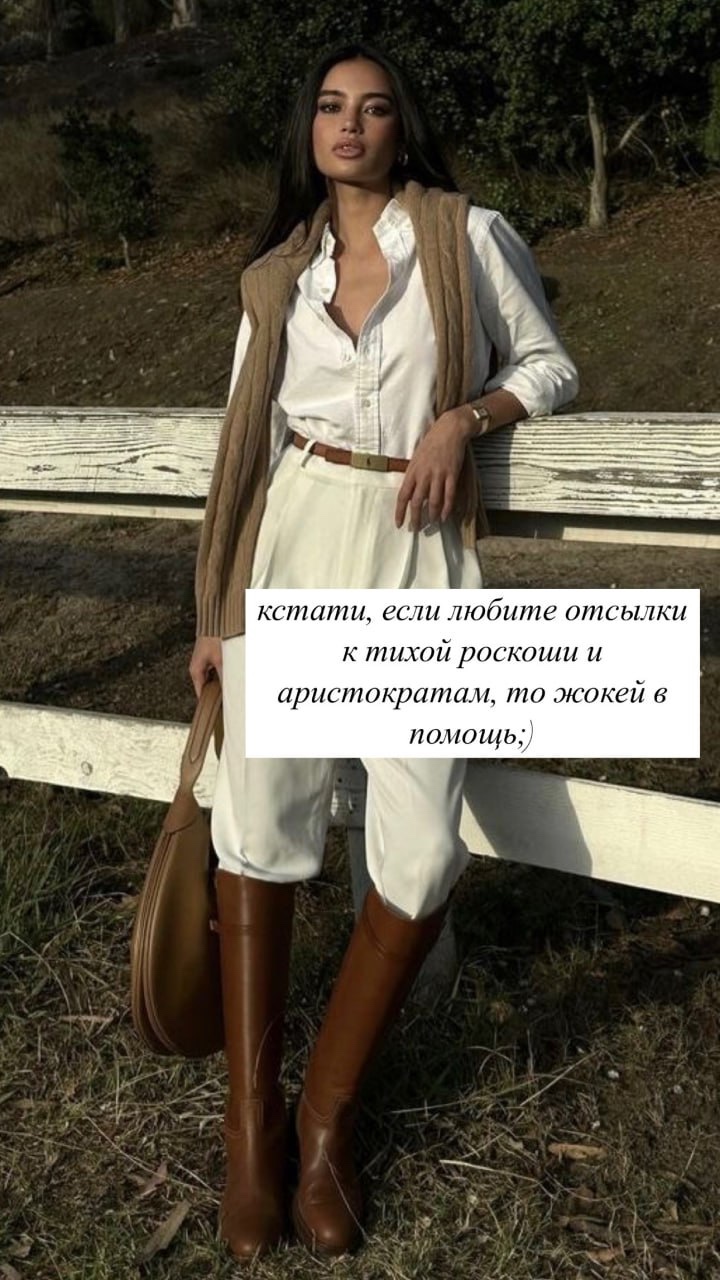 кстати, если любите отсылки
к тихой роскоши и
аристократам, то жокей в
помощь;)